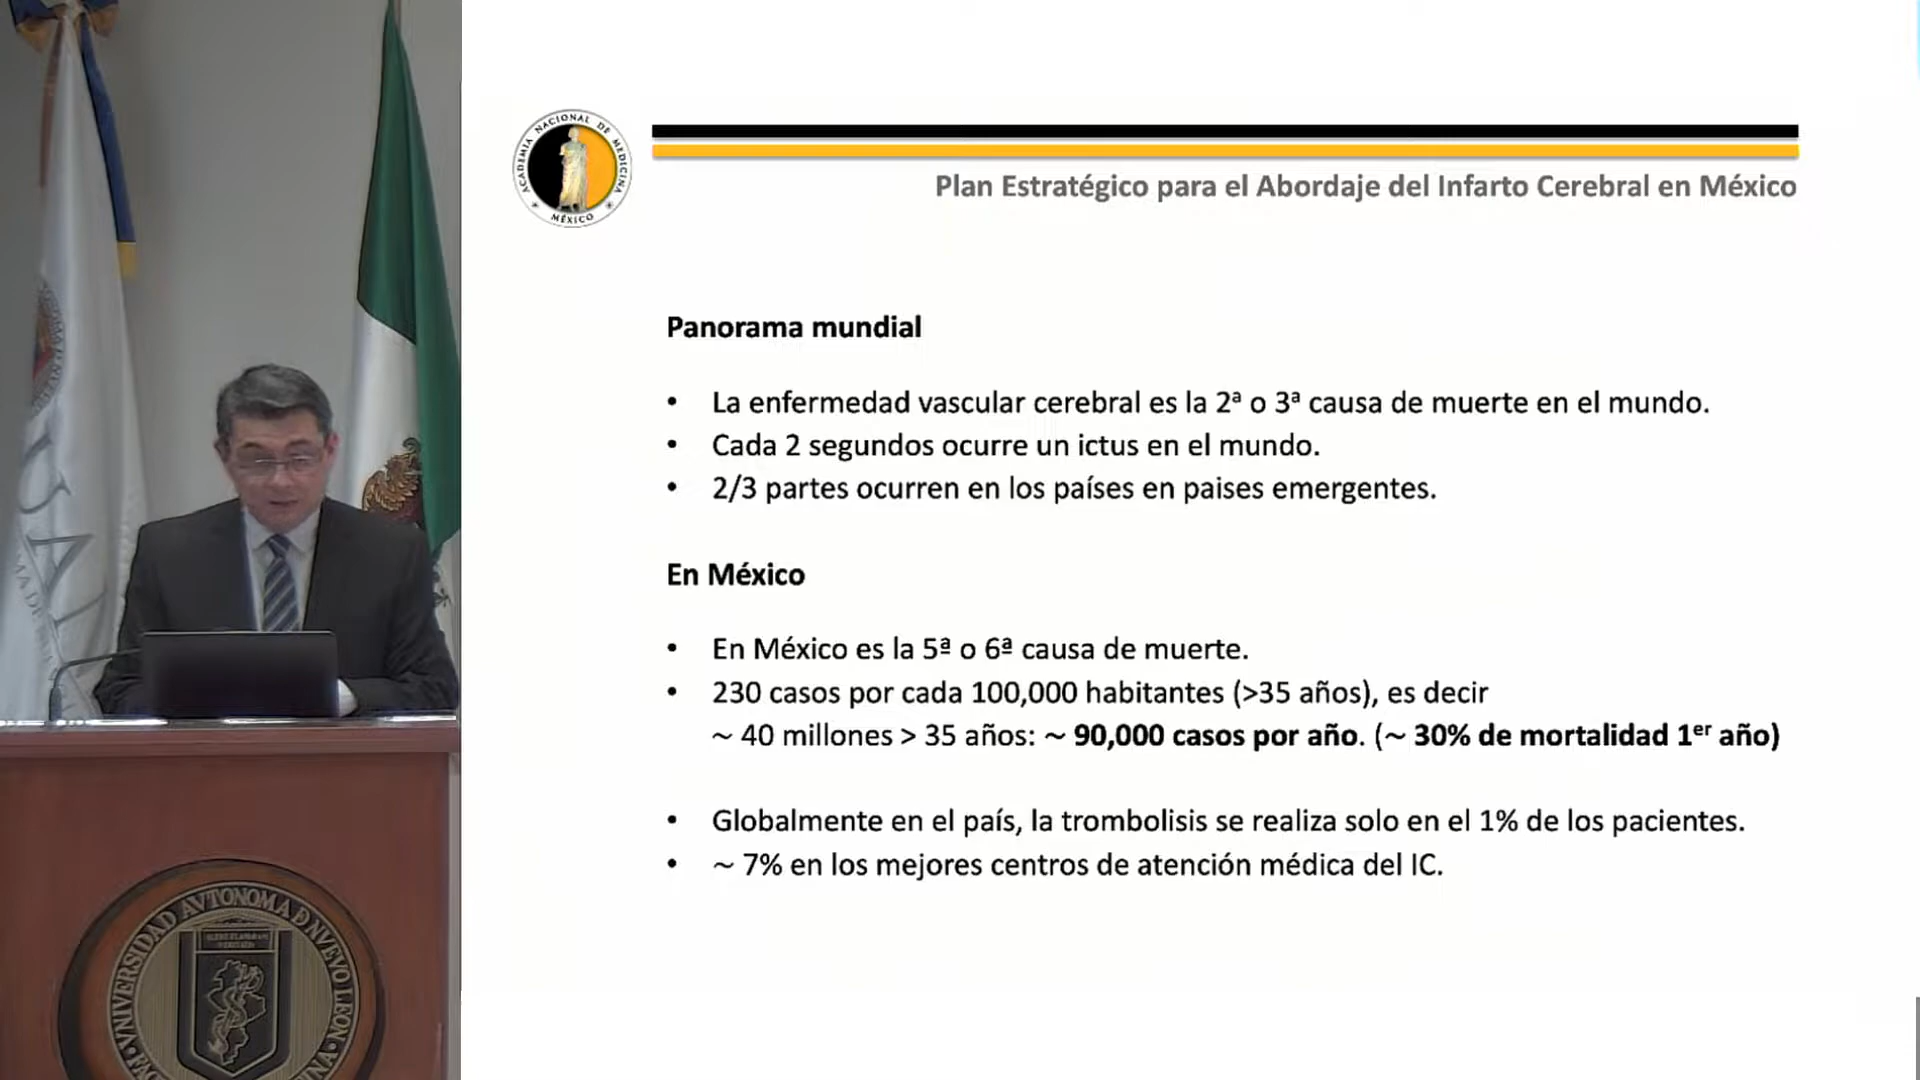 ACADEMIA NACIONAL DE MEDICINA
MÉXICO
Plan Estratégico para el Abordaje del Infarto Cerebral en México
Panorama mundial
• La enfermedad vascular cerebral es la 2ª o 3ª causa de muerte en el mundo.
• Cada 2 segundos ocurre un ictus en el mundo.
• 2/3 partes ocurren en los países en paises emergentes.
En México
• En México es la 5ª o 6ª causa de muerte.
• 230 casos por cada 100,000 habitantes (>35 años), es decir
~ 40 millones > 35 años: ~ 90,000 casos por año. (~ 30% de mortalidad 1er año)
• Globalmente en el país, la trombolisis se realiza solo en el 1% de los pacientes.
• ~ 7% en los mejores centros de atención médica del IC.
VNIVERSIDAD AVTONOMA D NVEVO LEON